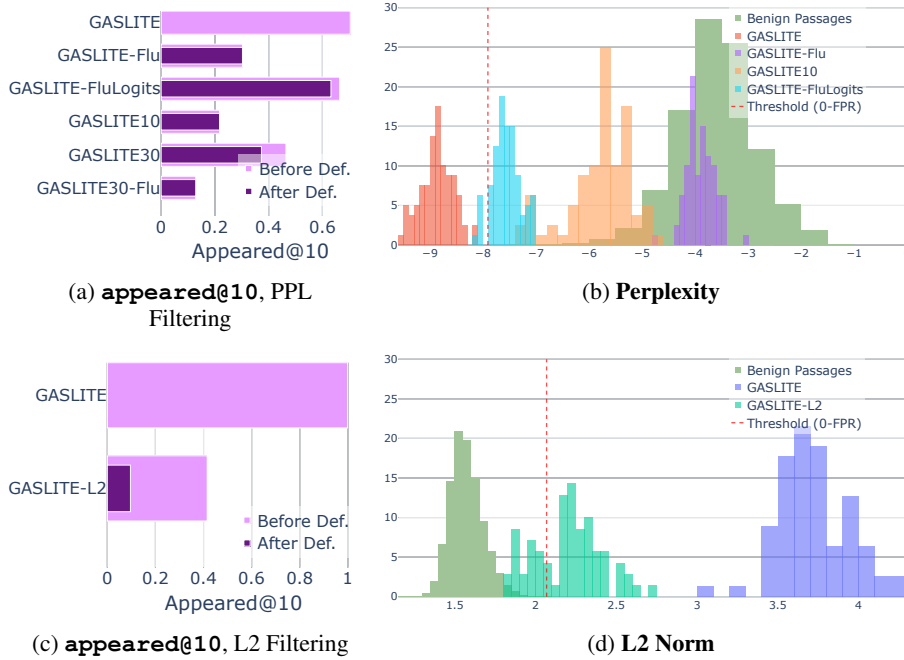 GASLITE
GASLITE-Flu
GASLITE-FluLogits
GASLITE10
GASLITE30
GASLITE30-Flu
Before Def.
After Def.
0 0.2 0.4 0.6
Appeared@10
(a) appeared@10, PPL
Filtering
30
25
20
15
10
5
0
Benign Passages
GASLITE
GASLITE-Flu
GASLITE10
GASLITE-FluLogits
Threshold (0-FPR)
−9 −8 −7 −6 −5 −4 −3 −2 −1
(b) Perplexity
GASLITE
GASLITE-L2
Before Def.
After Def.
0 0.2 0.4 0.6 0.8 1
Appeared@10
(c) appeared@10, L2 Filtering
30
25
20
15
10
5
0
Benign Passages
GASLITE
GASLITE-L2
Threshold (0-FPR)
1.5 2 2.5 3 3.5 4
(d) L2 Norm